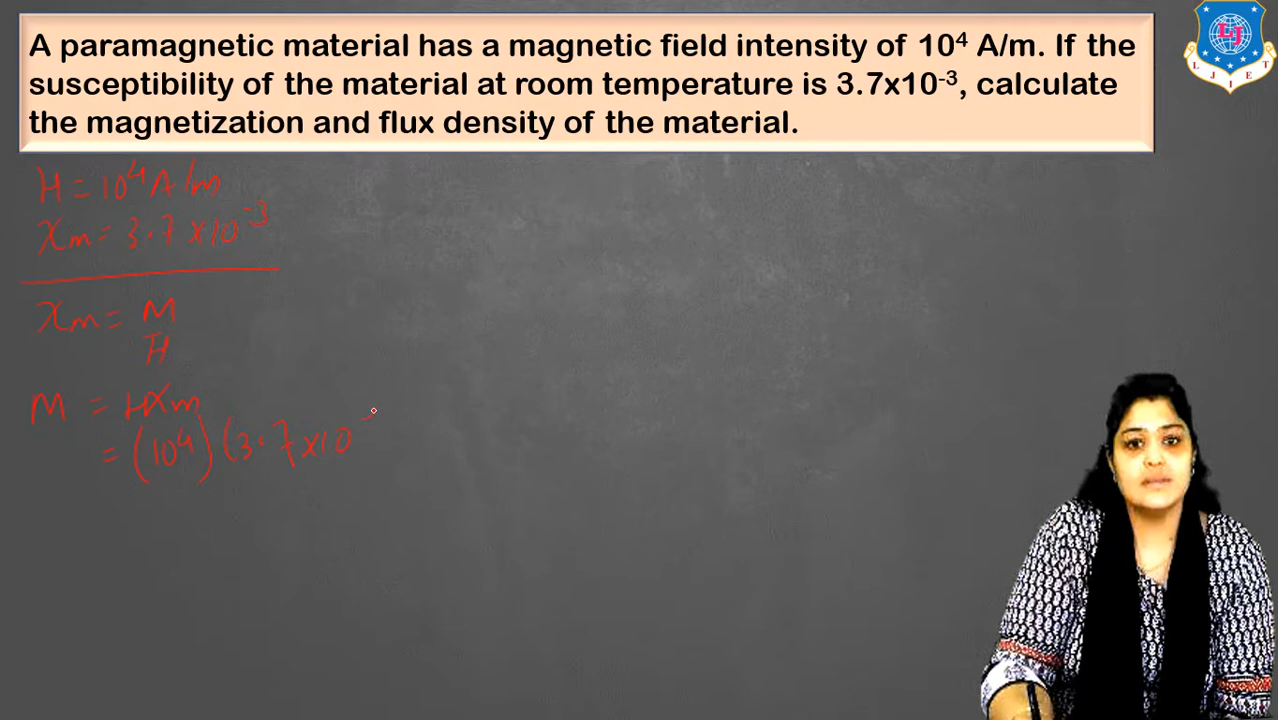 A paramagnetic material has a magnetic field intensity of 10⁴ A/m. If the
susceptibility of the material at room temperature is 3.7x10⁻³, calculate
the magnetization and flux density of the material.
LJ
L J I E T
H = 10⁴ A/m
χm = 3.7 x10⁻³
χm = M
H
M = Hχm
= (10⁴) (3.7x10⁻